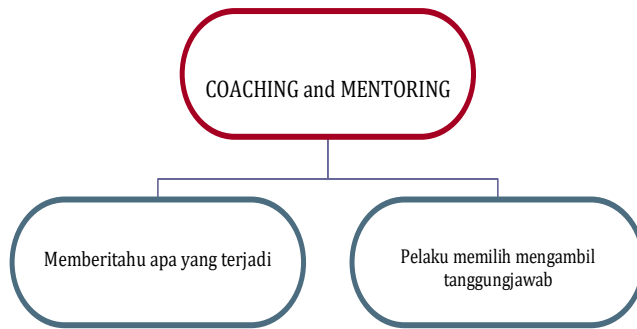 COACHING and MENTORING
Memberitahu apa yang terjadi
Pelaku memilih mengambil
tanggungjawab